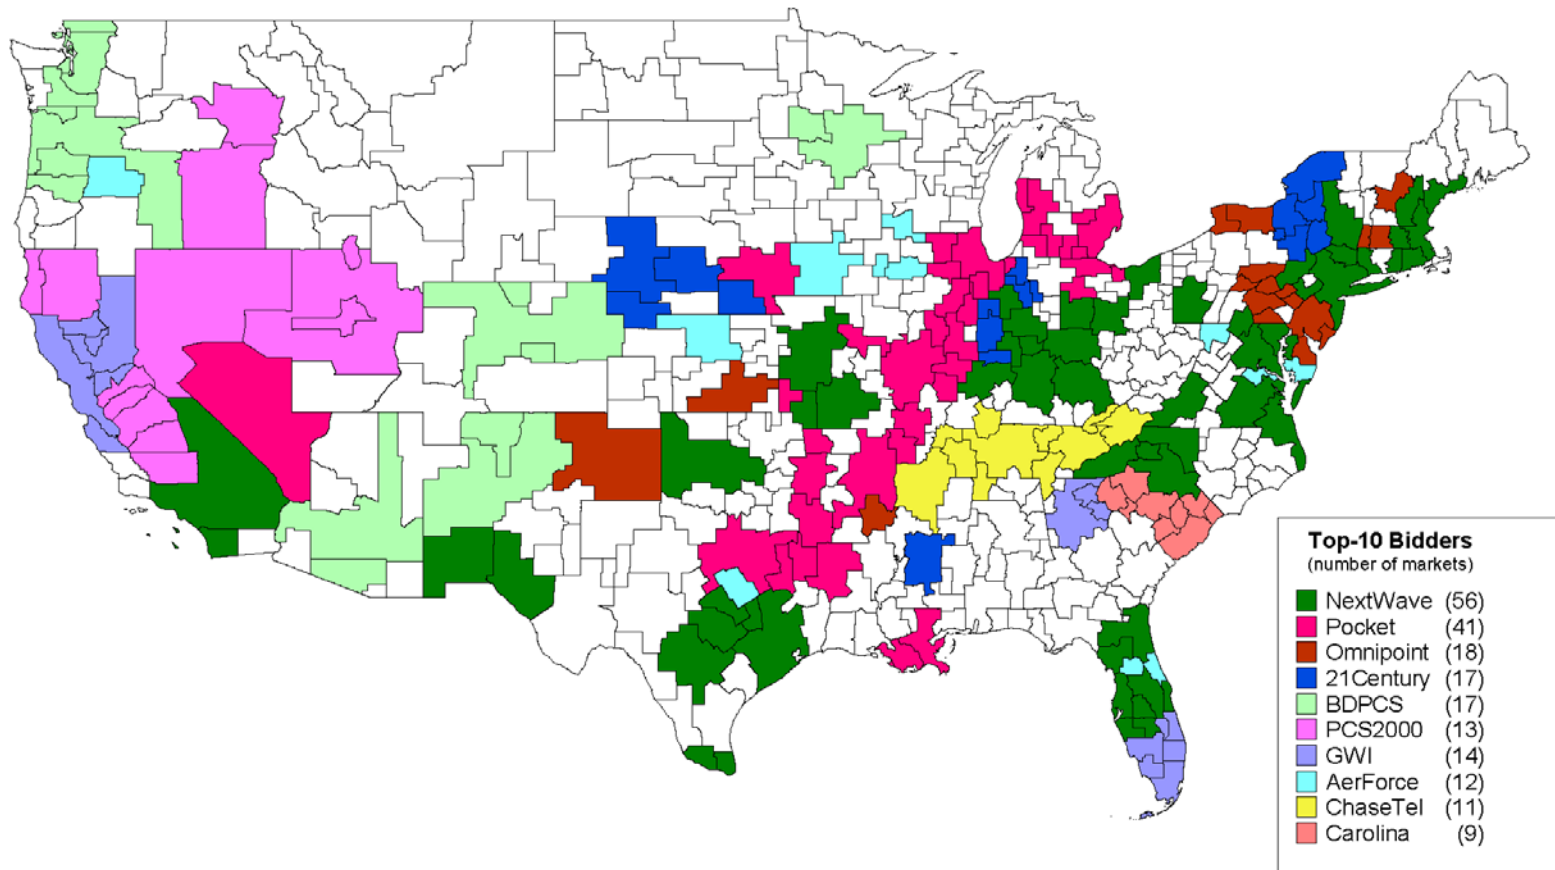 Top-10 Bidders
(number of markets)
NextWave (56)
Pocket (41)
Omnipoint (18)
21Century (17)
BDPCS (17)
PCS2000 (13)
GWI (14)
AerForce (12)
ChaseTel (11)
Carolina (9)